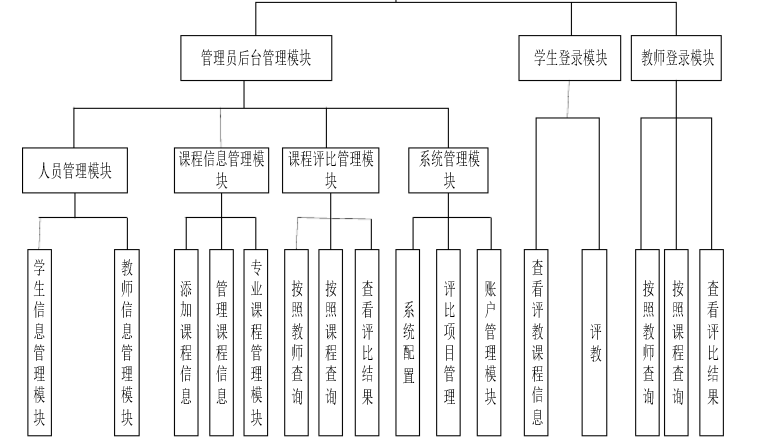 管理员后台管理模块
学生登录模块
教师登录模块
人员管理模块
课程信息管理模
块
课程评比管理模
块
系统管理模
块
学生信息管理模块
教师信息管理模块
添加课程信息
管理课程信息
专业课程管理模块
按照教师查询
按照课程查询
查看评比结果
系统配置
评比项目管理
账户管理模块
查看评教课程信息
评教
按照教师查询
按照课程查询
查看评比结果